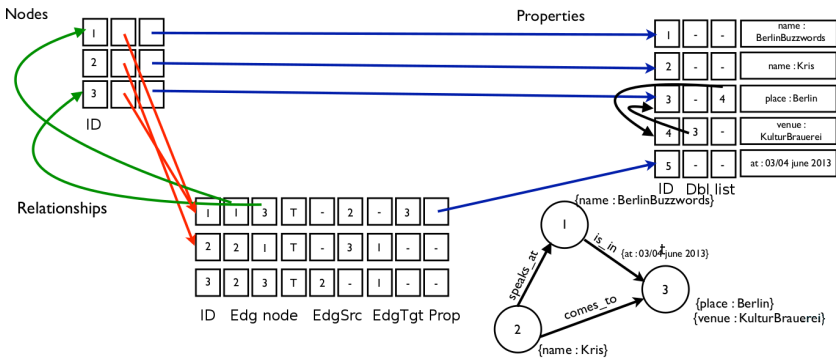 Nodes
Properties
1
2
3
ID
1 - - name : BerlinBuzzwords
2 - - name : Kris
3 - 4 place : Berlin
4 3 - venue : KulturBrauerei
5 - - at : 03/04 june 2013
ID Dbl list
Relationships
1 1 3 T - 2 - 3
2 2 1 T - 3 1 - -
3 2 3 T 2 - 1 - -
ID Edg node EdgSrc EdgTgt Prop
{name : BerlinBuzzwords}
1
speaks_at
is_in
t
{at : 03/04 june 2013}
comes_to
3
{place : Berlin}
{venue : KulturBrauerei}
2
{name : Kris}